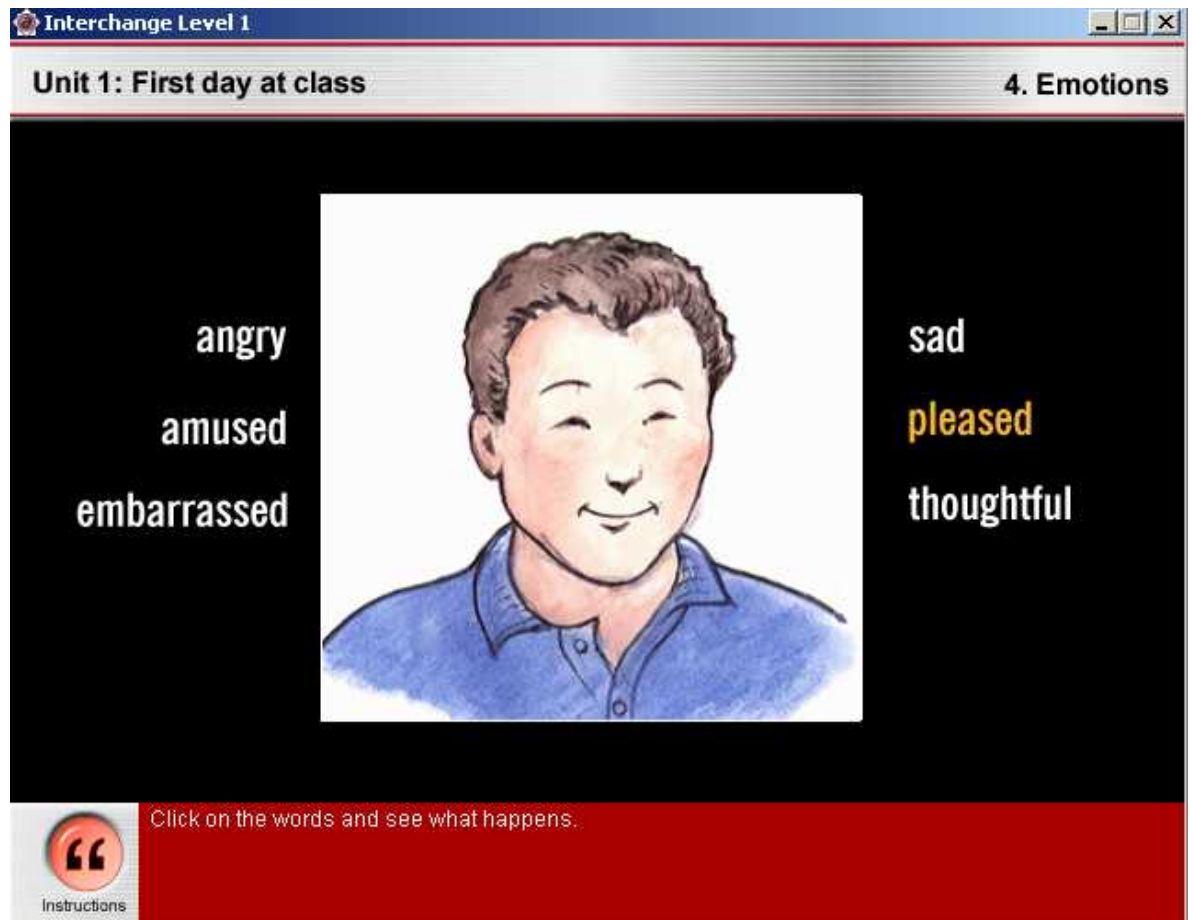 Interchange Level 1
Unit 1: First day at class
4. Emotions
angry
amused
embarrassed
sad
pleased
thoughtful
Click on the words and see what happens.
Instructions